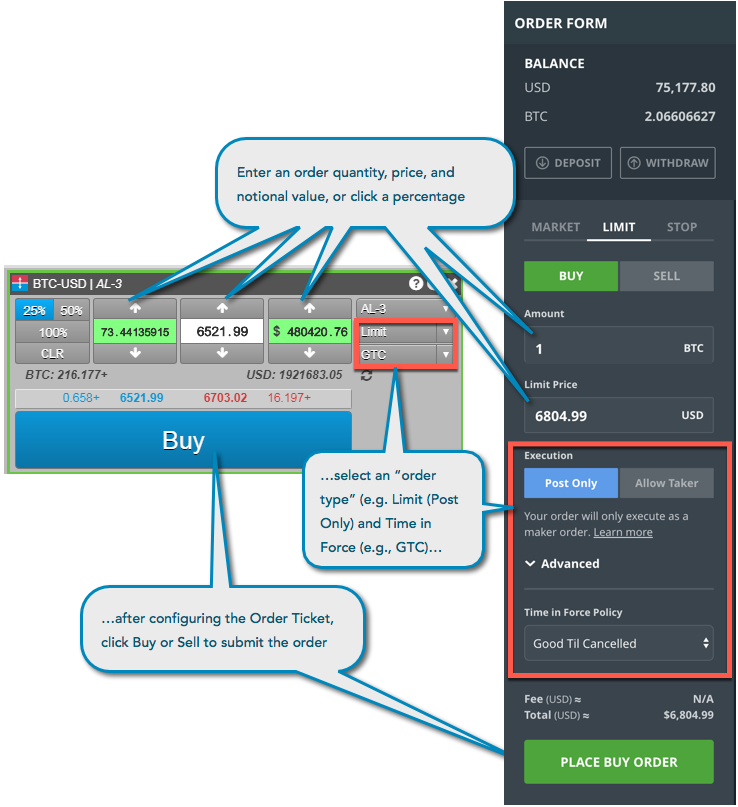 ORDER FORM
BALANCE
USD 75,177.80
BTC 2.06606627
DEPOSIT WITHDRAW
MARKET LIMIT STOP
BUY SELL
Amount
1 BTC
Limit Price
6804.99 USD
Execution
Post Only Allow Taker
Your order will only execute as a
maker order. Learn more
Advanced
Time in Force Policy
Good Til Cancelled
Fee (USD) ≈ N/A
Total (USD) ≈ $6,804.99
PLACE BUY ORDER
Enter an order quantity, price, and
notional value, or click a percentage
BTC-USD | AL-3
25% 50%
100%
CLR
73.44135915 6521.99 $ 480420.76
AL-3
Limit
GTC
BTC: 216.177+ USD: 1921683.05
0.658+ 6521.99 6703.02 16.197+
Buy
...select an “order
type” (e.g. Limit (Post
Only) and Time in
Force (e.g., GTC)...
...after configuring the Order Ticket,
click Buy or Sell to submit the order